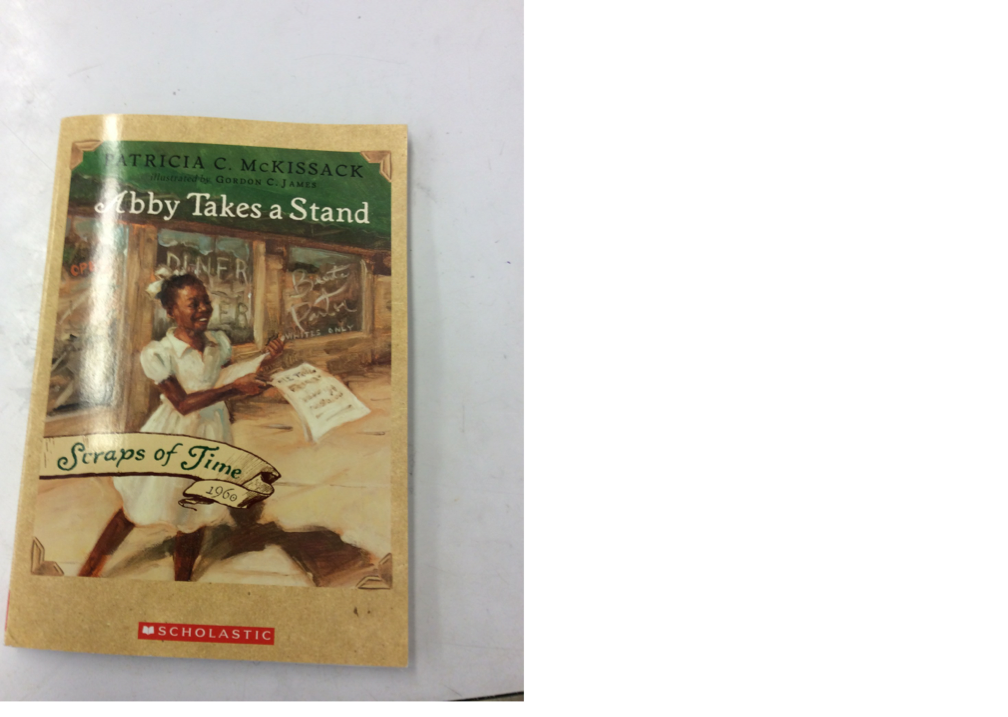 PATRICIA C. McKISSACK
illustrated by GORDON C. JAMES
Abby Takes a Stand
DINER
WHITES ONLY
Scraps of Time
1960
SCHOLASTIC